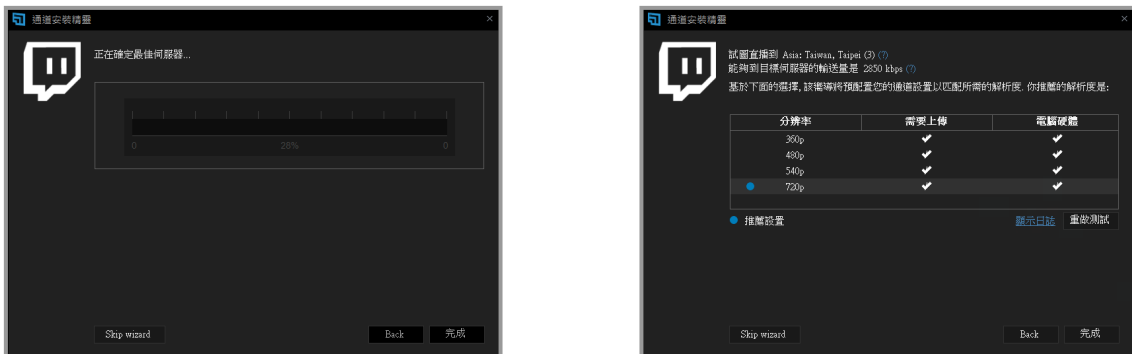 通道安裝精靈
正在確定最佳伺服器...
0 28% 0
Skip wizard Back 完成
通道安裝精靈
試圖直播到 Asia: Taiwan, Taipei (3) (?)
能夠到目標伺服器的輸送量是 2850 kbps (?)
基於下面的選擇, 該嚮導將預配置您的通道設置以匹配所需的解析度. 你推薦的解析度是:
分辨率 需要上傳 電腦硬體
360p ✔ ✔
480p ✔ ✔
540p ✔ ✔
720p ✔ ✔
推薦設置 顯示日誌 重做測試
Skip wizard Back 完成